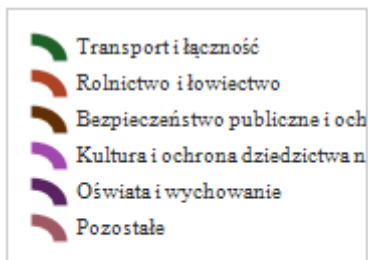 Transport i łączność
Rolnictwo i łowiectwo
Bezpieczeństwo publiczne i och
Kultura i ochrona dziedzictwa n
Oświata i wychowanie
Pozostałe